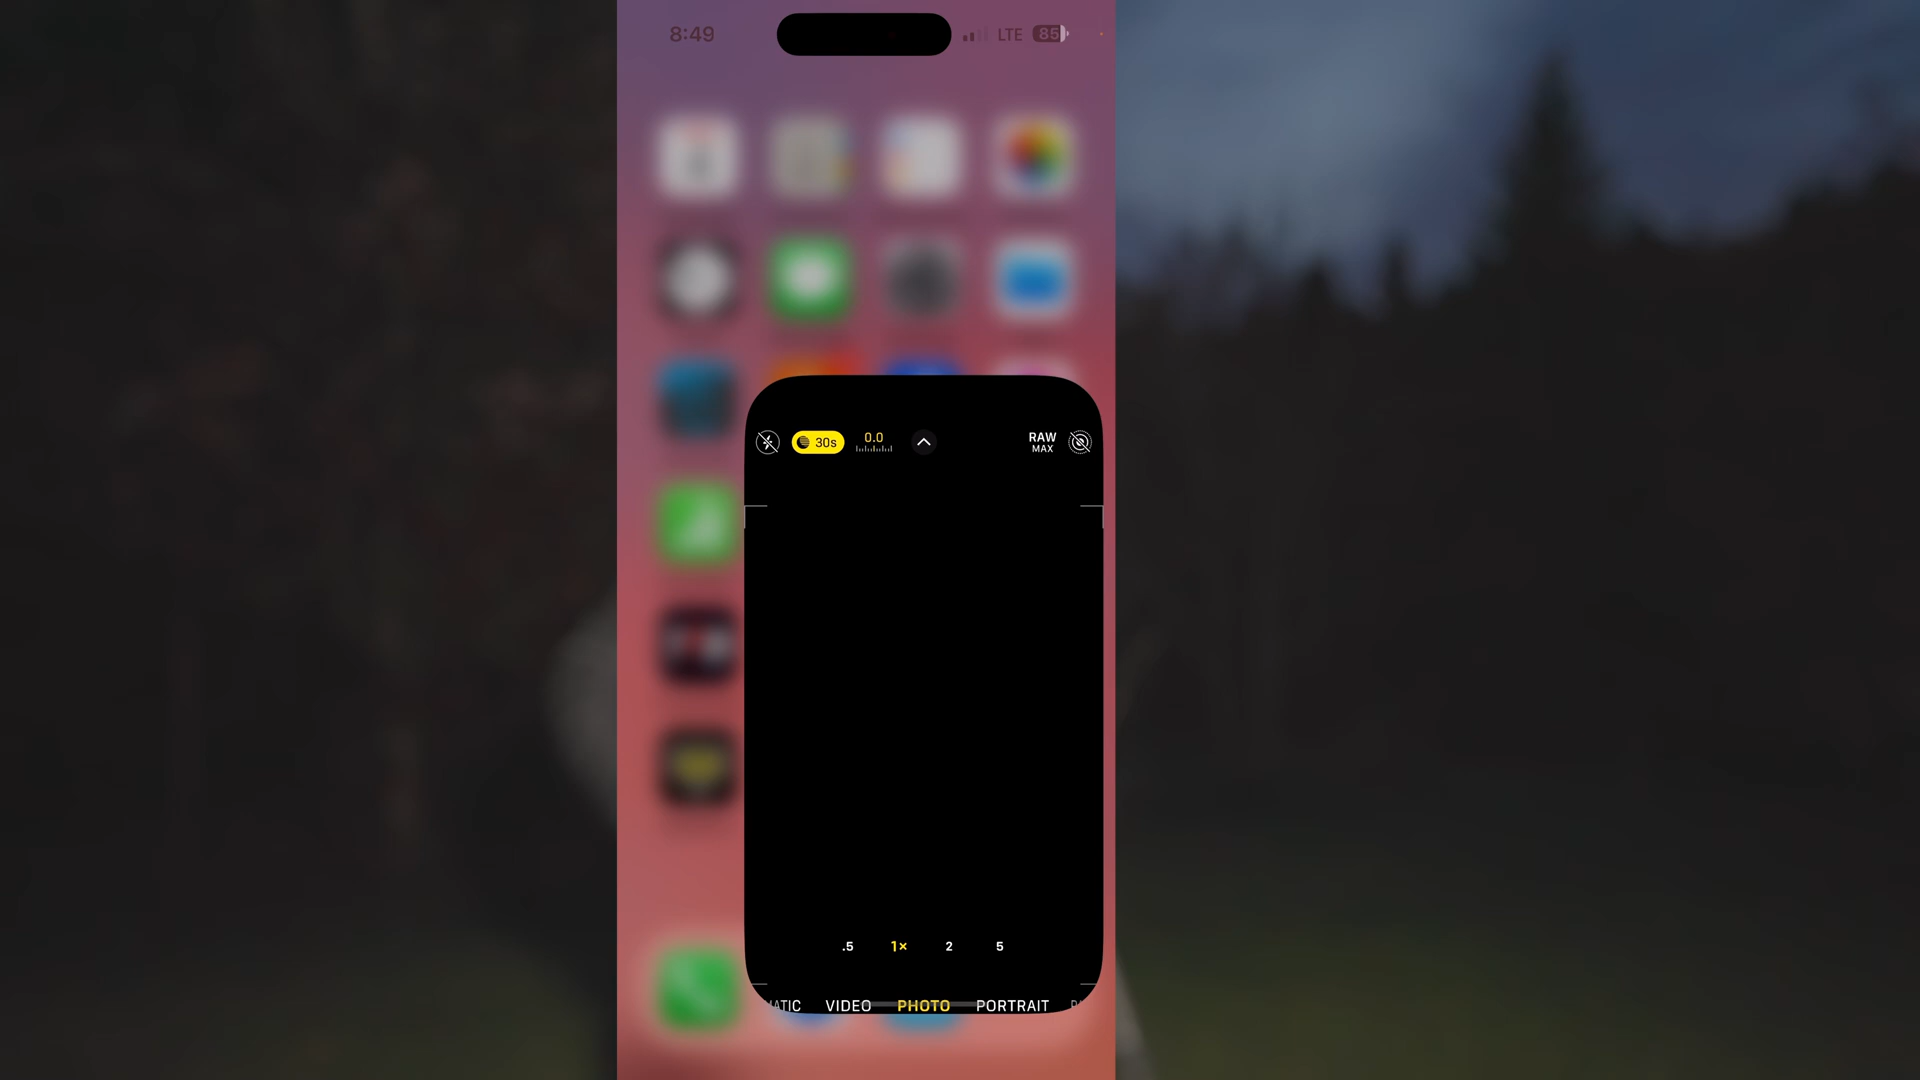 8:49 LTE 85
30s 0.0 RAW
MAX
.5 1× 2 5
VIDEO PHOTO PORTRAIT